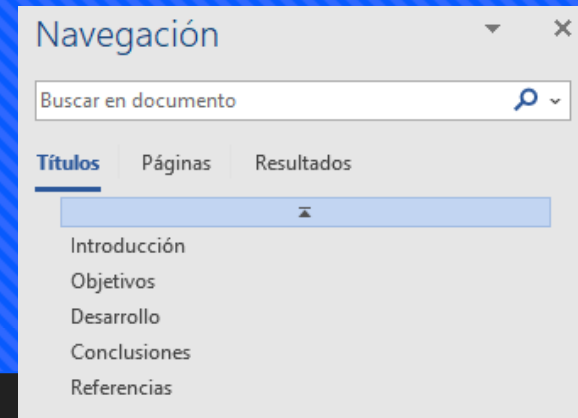 Navegación
Buscar en documento
Títulos Páginas Resultados
Introducción
Objetivos
Desarrollo
Conclusiones
Referencias